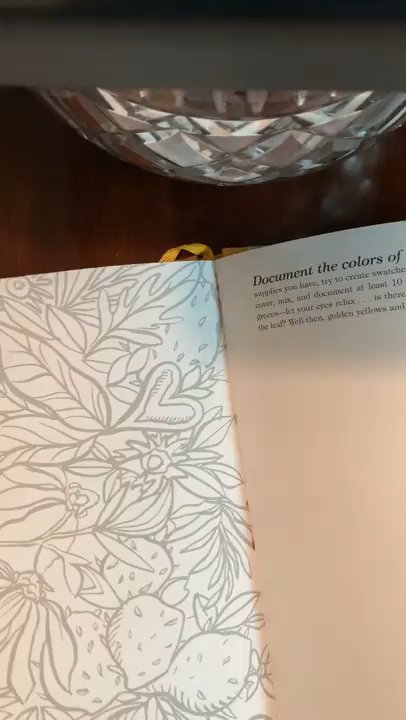 Document the colors of
supplies you have, try to create swatche
cover, mix, and document at least 10
greens—let your eyes relax . . . is there
the leaf? Well then, golden yellows and